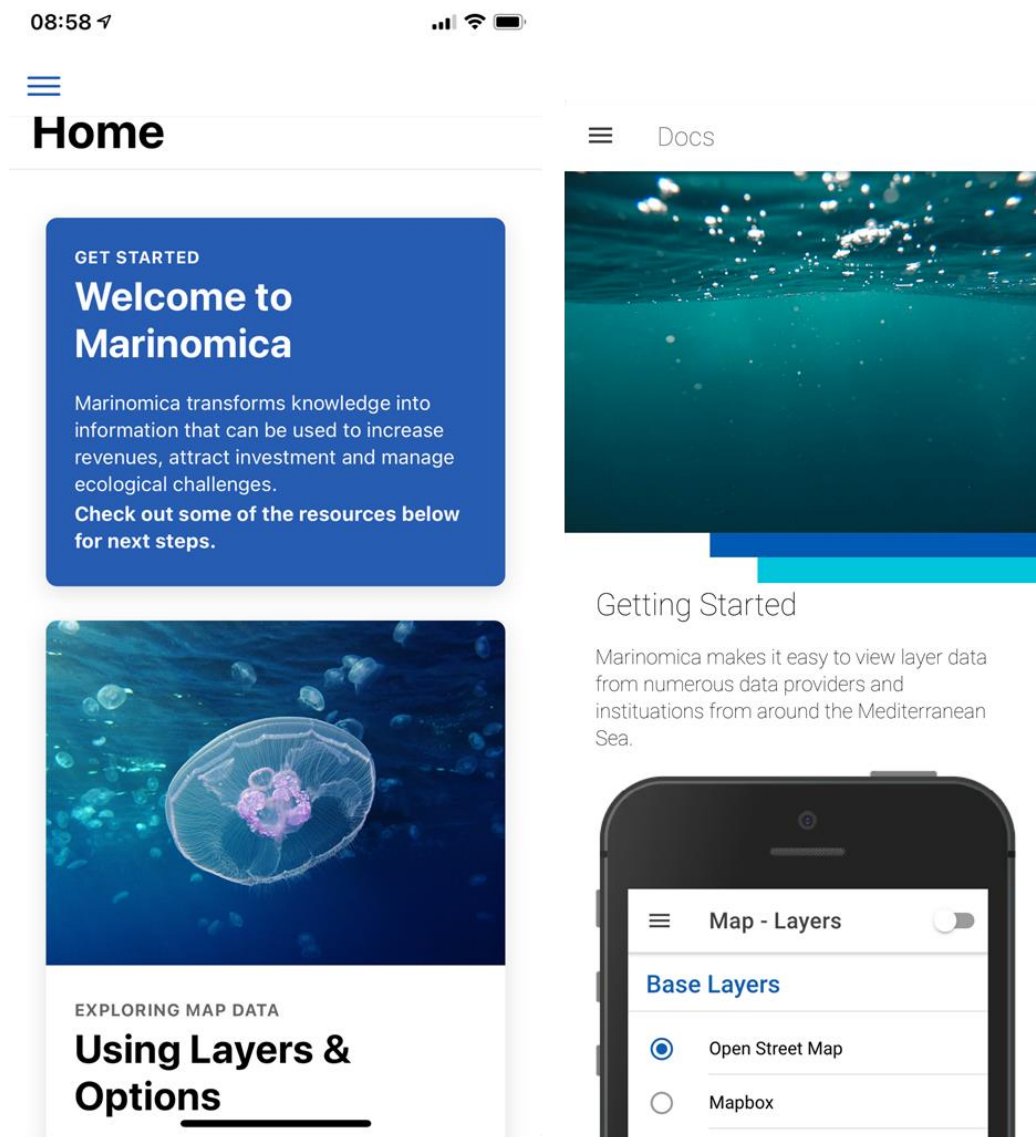 08:58
Home
GET STARTED
Welcome to
Marinomica
Marinomica transforms knowledge into
information that can be used to increase
revenues, attract investment and manage
ecological challenges.
Check out some of the resources below
for next steps.
EXPLORING MAP DATA
Using Layers &
Options
Docs
Getting Started
Marinomica makes it easy to view layer data
from numerous data providers and
instituations from around the Mediterranean
Sea.
Map - Layers
Base Layers
Open Street Map
Mapbox